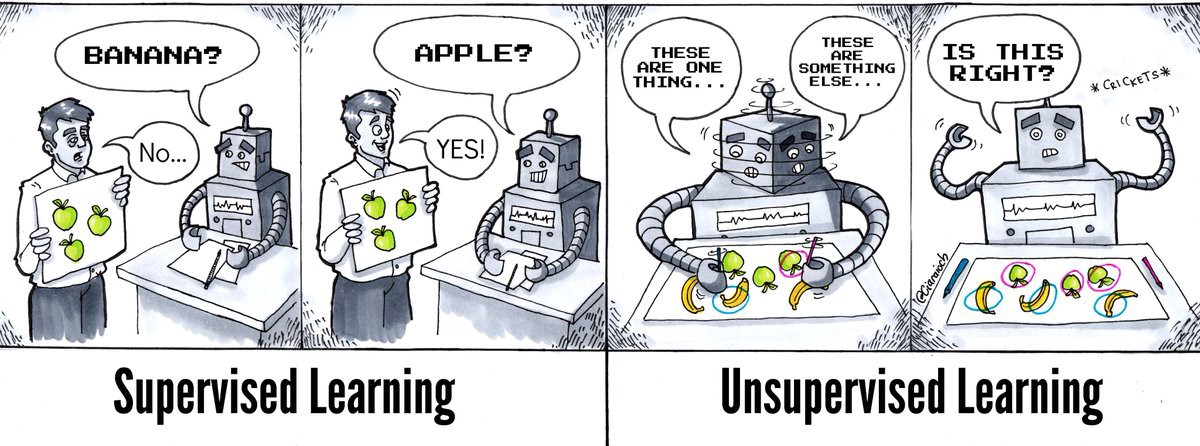 BANANA?
No...
APPLE?
YES!
THESE
ARE ONE
THING...
THESE
ARE
SOMETHING
ELSE...
IS THIS
RIGHT?
*CRICKETS*
@Ciaraioch
Supervised Learning
Unsupervised Learning